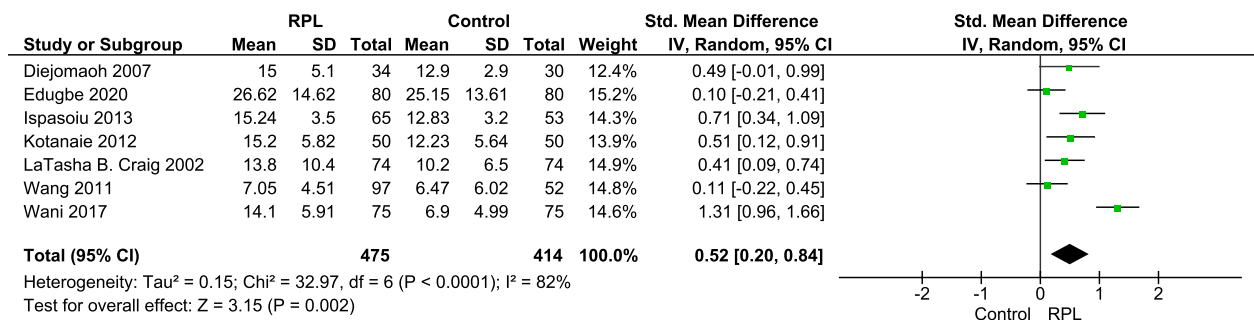 RPL Control Std. Mean Difference Std. Mean Difference
Study or Subgroup Mean SD Total Mean SD Total Weight IV, Random, 95% CI IV, Random, 95% CI
Diejomaoh 2007 15 5.1 34 12.9 2.9 30 12.4% 0.49 [-0.01, 0.99]
Edugbe 2020 26.62 14.62 80 25.15 13.61 80 15.2% 0.10 [-0.21, 0.41]
Ispasoiu 2013 15.24 3.5 65 12.83 3.2 53 14.3% 0.71 [0.34, 1.09]
Kotanaie 2012 15.2 5.82 50 12.23 5.64 50 13.9% 0.51 [0.12, 0.91]
LaTasha B. Craig 2002 13.8 10.4 74 10.2 6.5 74 14.9% 0.41 [0.09, 0.74]
Wang 2011 7.05 4.51 97 6.47 6.02 52 14.8% 0.11 [-0.22, 0.45]
Wani 2017 14.1 5.91 75 6.9 4.99 75 14.6% 1.31 [0.96, 1.66]
Total (95% CI) 475 414 100.0% 0.52 [0.20, 0.84]
Heterogeneity: Tau² = 0.15; Chi² = 32.97, df = 6 (P < 0.0001); I² = 82%
Test for overall effect: Z = 3.15 (P = 0.002)
-2 -1 0 1 2
Control RPL